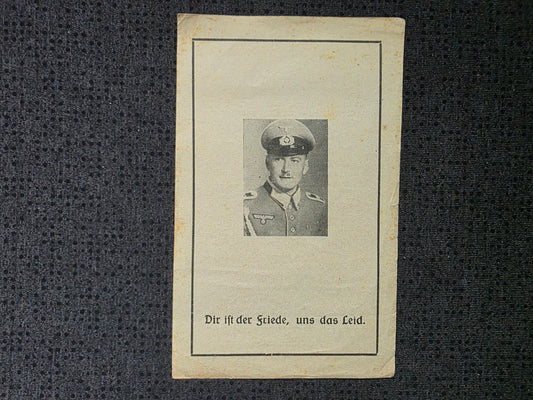 Dir ist der Friede, uns das Leid.